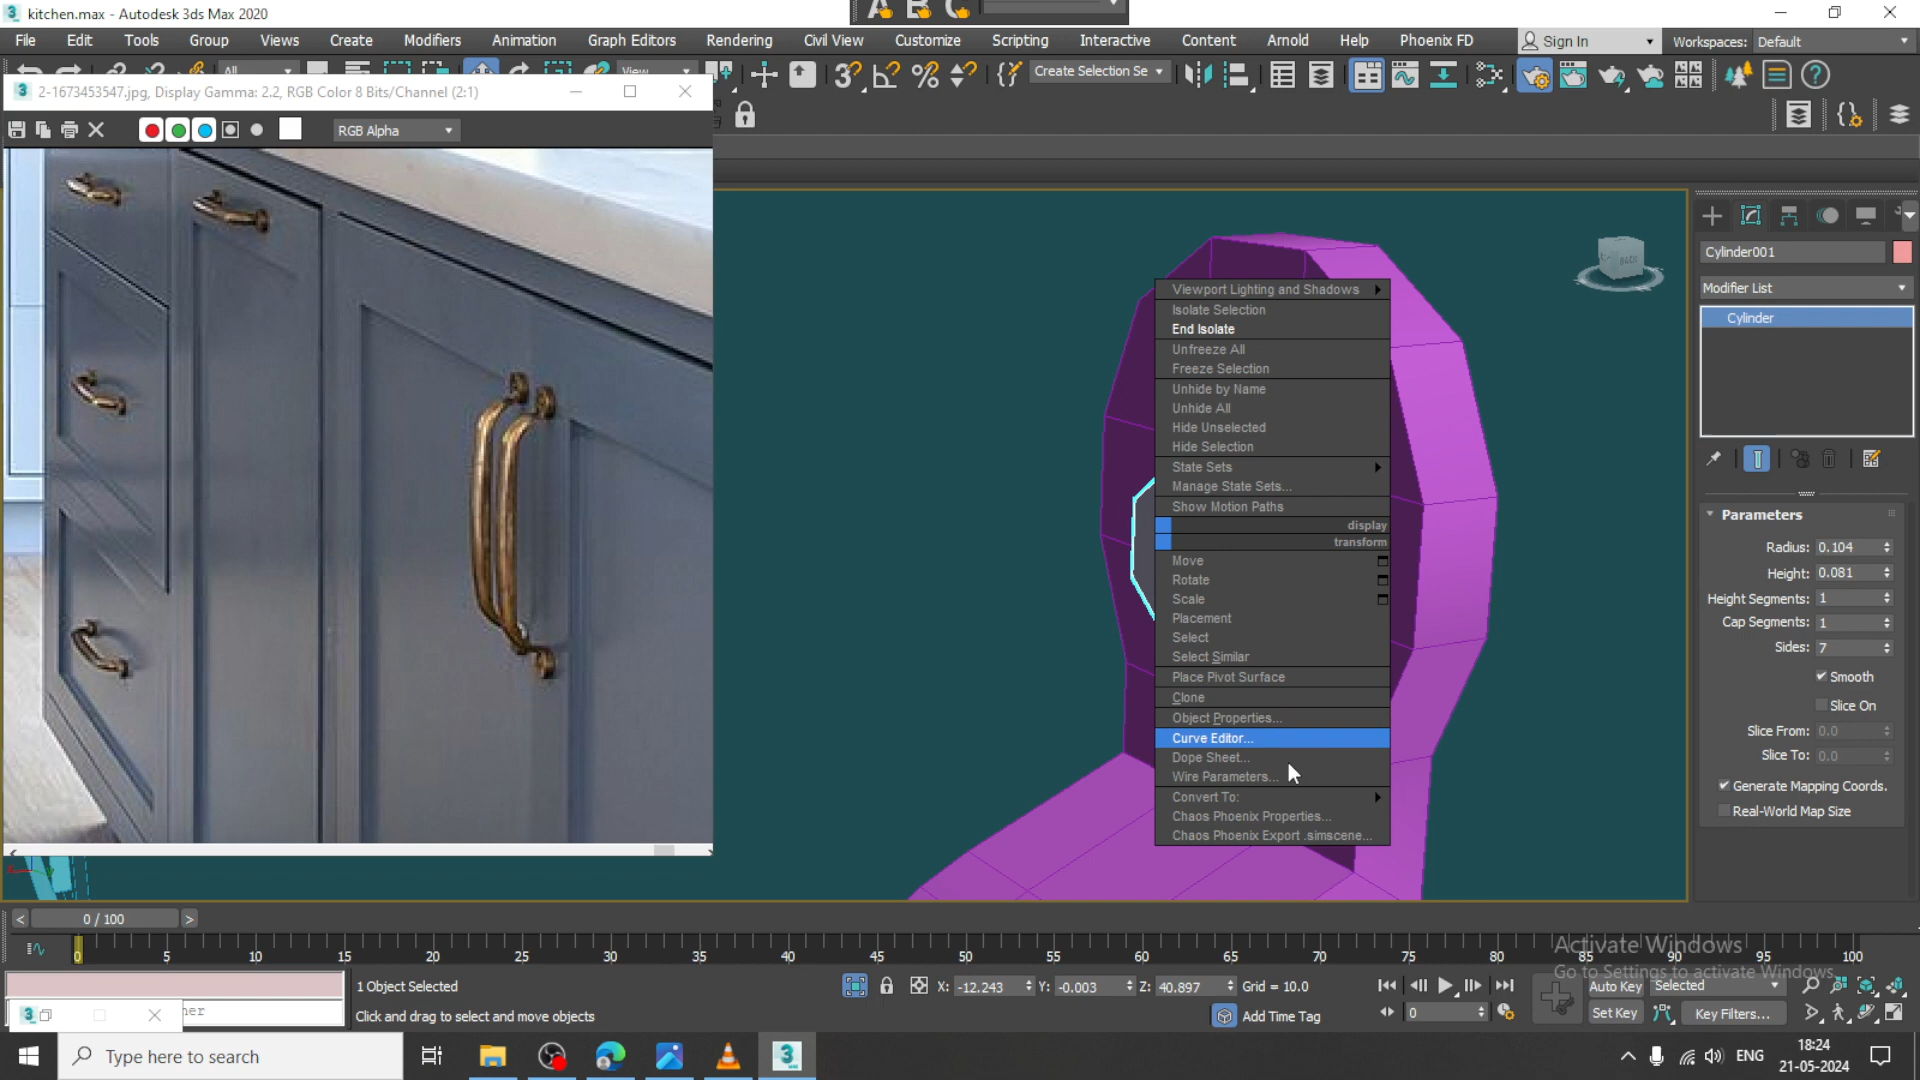 kitchen.max - Autodesk 3ds Max 2020
File Edit Tools Group Views Create Modifiers Animation Graph Editors Rendering Civil View Customize Scripting Interactive Content Arnold Help Phoenix FD Sign In Workspaces: Default
All View Create Selection Se
2-1673453547.jpg, Display Gamma: 2.2, RGB Color 8 Bits/Channel (2:1)
RGB Alpha
BACK
Viewport Lighting and Shadows
Isolate Selection
End Isolate
Unfreeze All
Freeze Selection
Unhide by Name
Unhide All
Hide Unselected
Hide Selection
State Sets
Manage State Sets...
Show Motion Paths
display
transform
Move
Rotate
Scale
Placement
Select
Select Similar
Place Pivot Surface
Clone
Object Properties...
Curve Editor...
Dope Sheet...
Wire Parameters...
Convert To:
Chaos Phoenix Properties...
Chaos Phoenix Export .simscene...
Cylinder001
Modifier List
Cylinder
Parameters
Radius: 0.104
Height: 0.081
Height Segments: 1
Cap Segments: 1
Sides: 7
Smooth
Slice On
Slice From: 0.0
Slice To: 0.0
Generate Mapping Coords.
Real-World Map Size
< 0 / 100 >
0 5 10 15 20 25 30 35 40 45 50 55 60 65 70 75 80 85 90 95 100
Activate Windows
Go to Settings to activate Windows.
1 Object Selected
X: -12.243 Y: -0.003 Z: 40.897 Grid = 10.0
Auto Key Selected
Click and drag to select and move objects
Add Time Tag
0
Set Key Key Filters...
Type here to search
ENG
18:24
21-05-2024